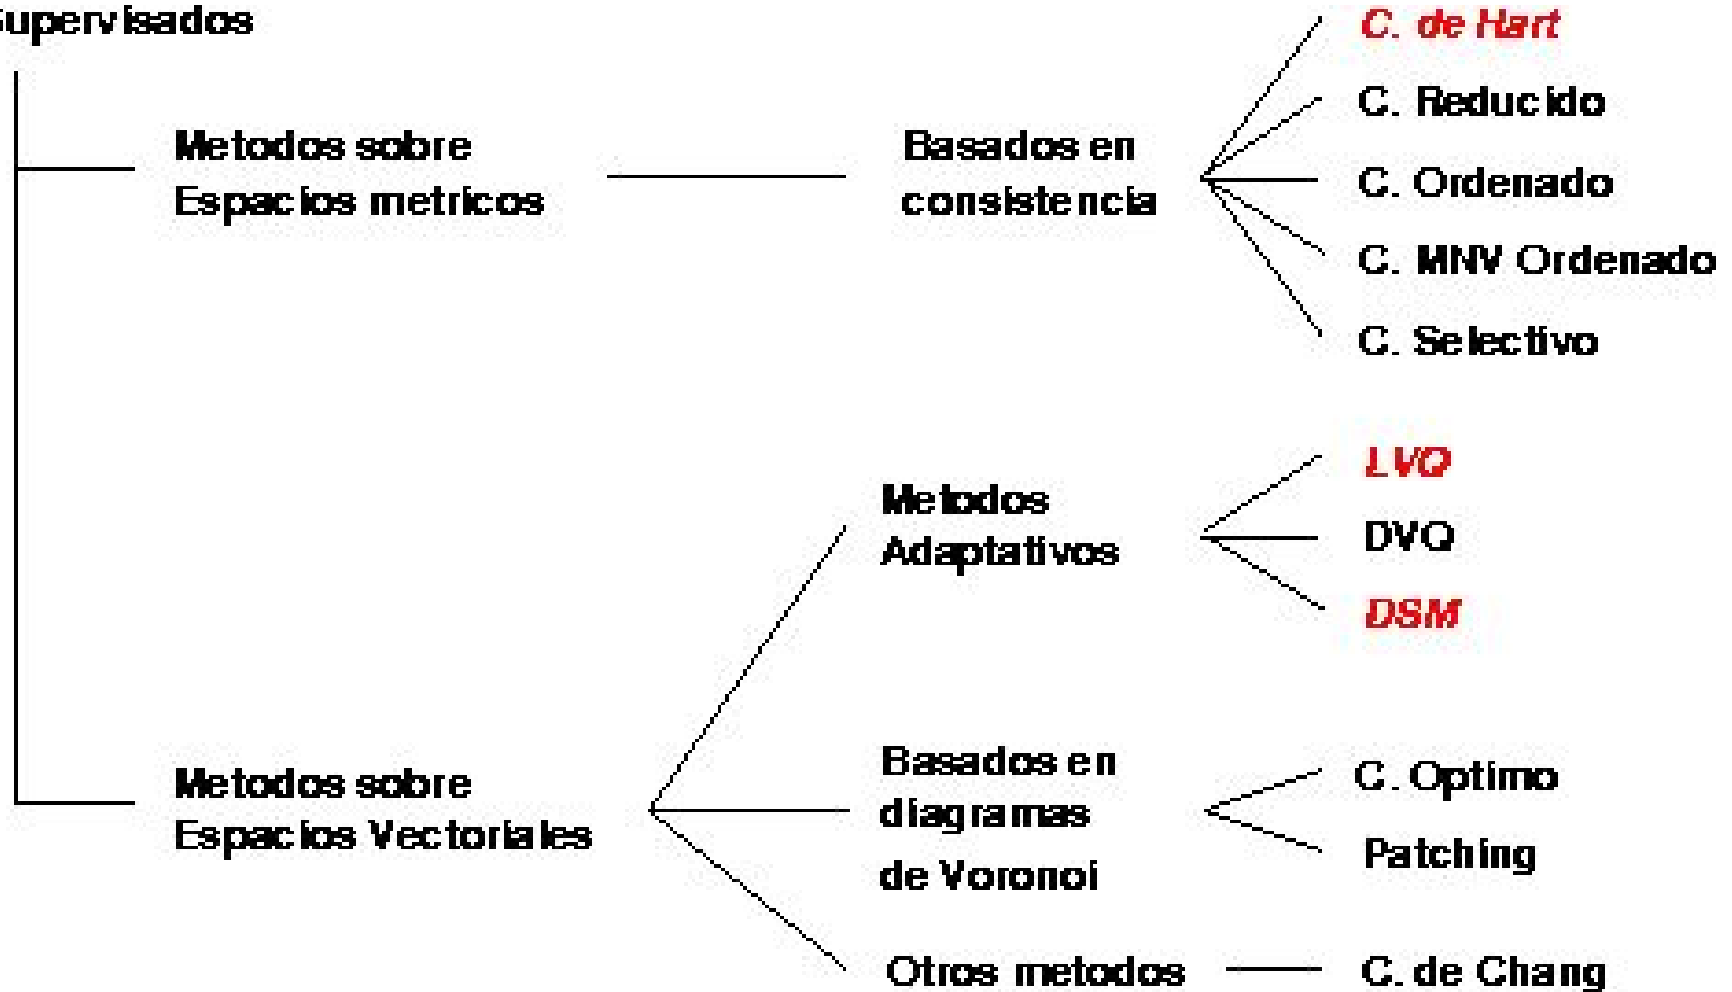 Supervisados
Metodos sobre
Espacios metricos
Basados en
consistencia
C. de Hart
C. Reducido
C. Ordenado
C. MNV Ordenado
C. Selectivo
Metodos sobre
Espacios Vectoriales
Metodos
Adaptativos
LVQ
DVQ
DSM
Basados en
diagramas
de Voronoi
C. Optimo
Patching
Otros metodos
C. de Chang